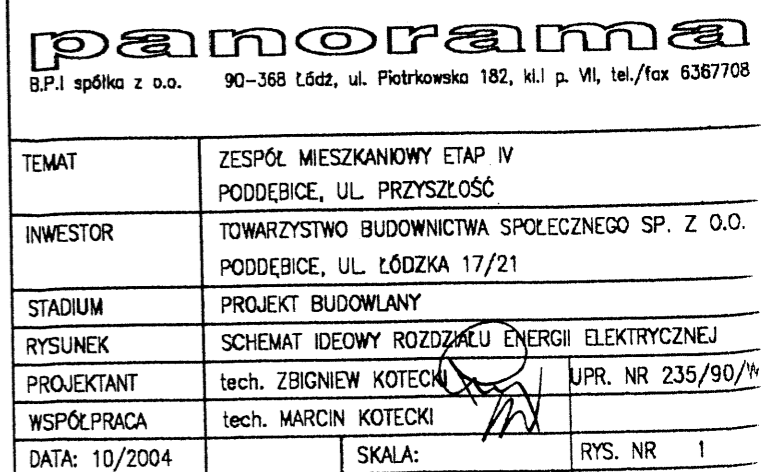 panorama
B.P.I spółka z o.o. 90-368 Łódź, ul. Piotrkowska 182, kl.I p. VII, tel./fax 6367708
TEMAT ZESPÓŁ MIESZKANIOWY ETAP IV
PODDĘBICE, UL. PRZYSZŁOŚĆ
INWESTOR TOWARZYSTWO BUDOWNICTWA SPOŁECZNEGO SP. Z O.O.
PODDĘBICE, UL. ŁÓDZKA 17/21
STADIUM PROJEKT BUDOWLANY
RYSUNEK SCHEMAT IDEOWY ROZDZIAŁU ENERGII ELEKTRYCZNEJ
PROJEKTANT tech. ZBIGNIEW KOTECKI UPR. NR 235/90/
WSPÓŁPRACA tech. MARCIN KOTECKI
DATA: 10/2004 SKALA: RYS. NR 1